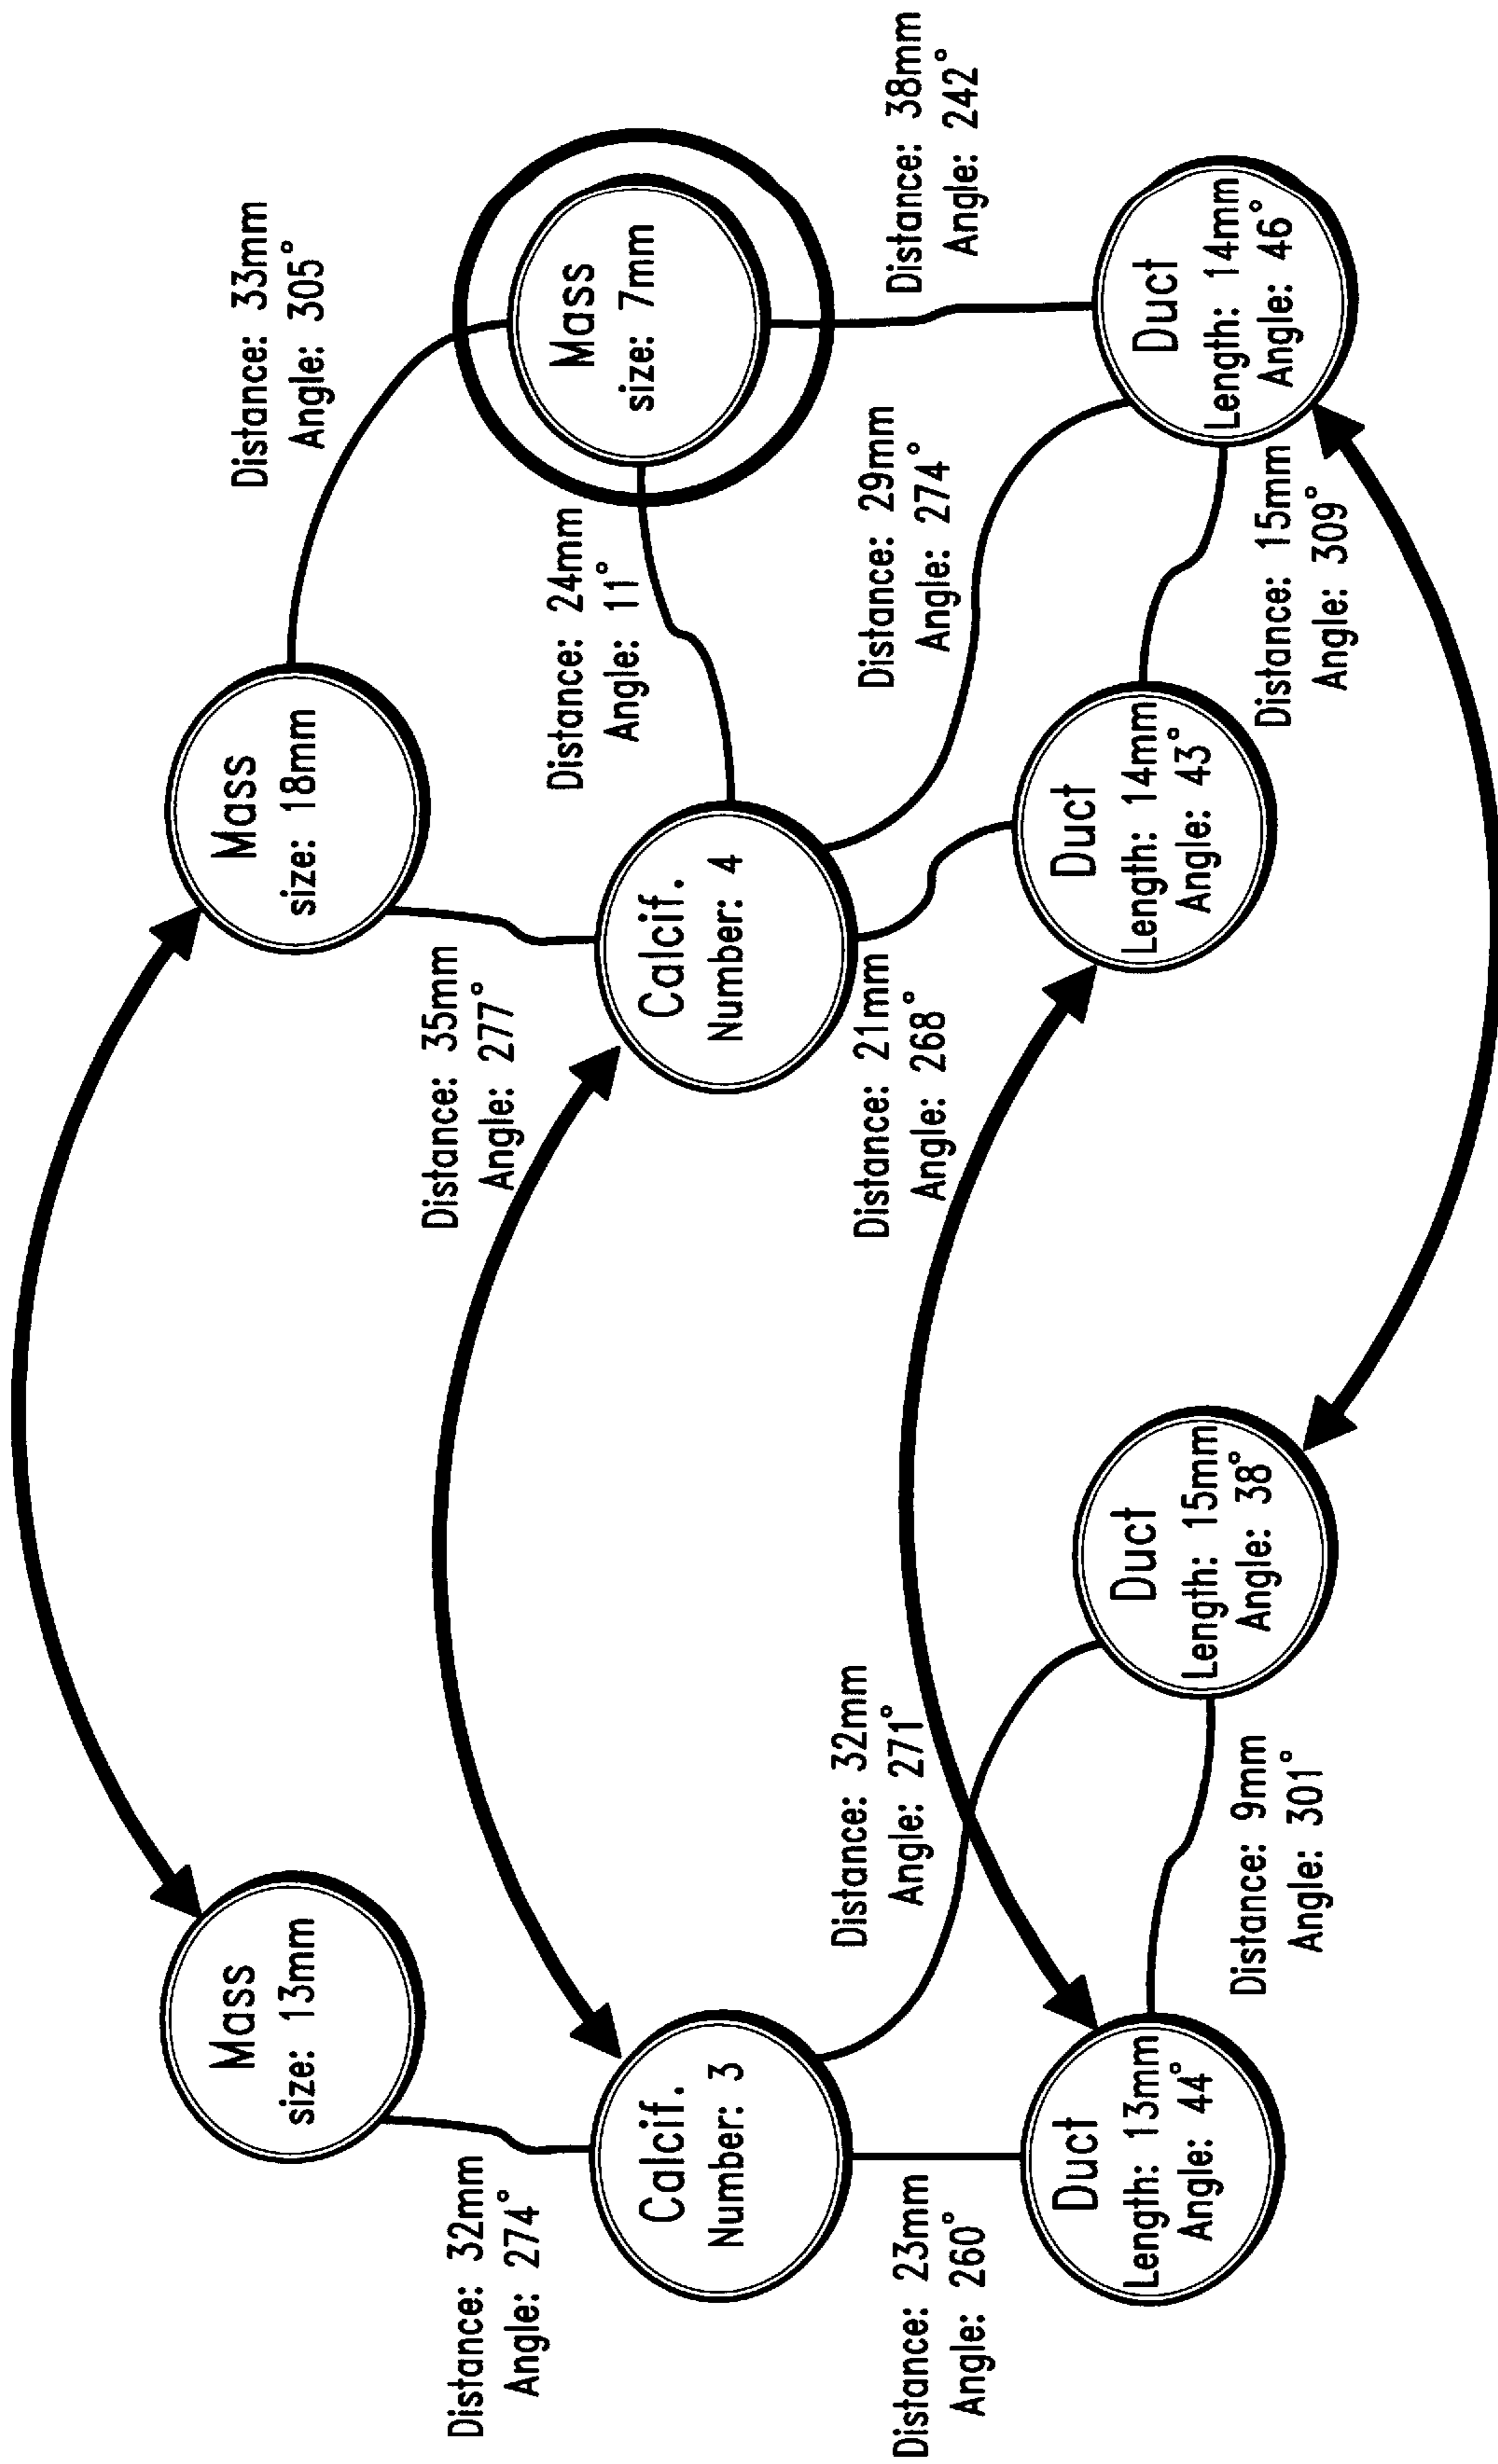 Mass
size: 13mm
Distance: 32mm
Angle: 274°
Calcif.
Number: 3
Distance: 23mm
Angle: 260°
Distance: 32mm
Angle: 271°
Duct
Length: 13mm
Angle: 44°
Distance: 9mm
Angle: 301°
Duct
Length: 15mm
Angle: 38°
Mass
size: 18mm
Distance: 33mm
Angle: 305°
Distance: 35mm
Angle: 277°
Calcif.
Number: 4
Distance: 24mm
Angle: 11°
Mass
size: 7mm
Distance: 21mm
Angle: 268°
Distance: 29mm
Angle: 274°
Distance: 38mm
Angle: 242°
Duct
Length: 14mm
Angle: 43°
Distance: 15mm
Angle: 309°
Duct
Length: 14mm
Angle: 46°